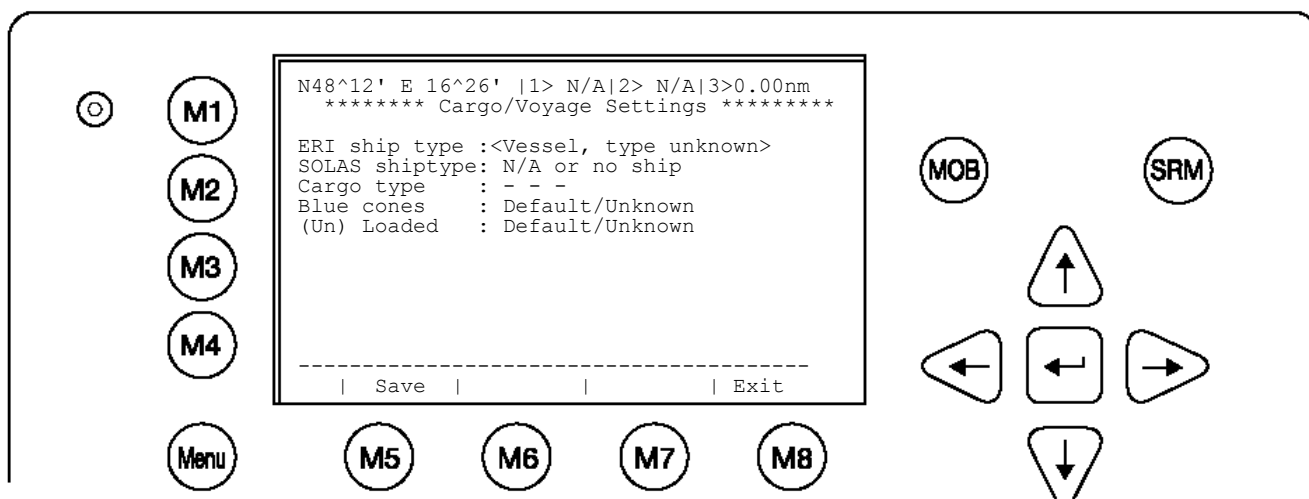 N48^12' E 16^26' |1> N/A|2> N/A|3>0.00nm
******** Cargo/Voyage Settings *********
ERI ship type :<Vessel, type unknown>
SOLAS shiptype: N/A or no ship
Cargo type    : - - -
Blue cones    : Default/Unknown
(Un) Loaded   : Default/Unknown
----------------------------------------
| Save |         |         | Exit
M1
M2
M3
M4
Menu
M5 M6 M7 M8
MOB SRM